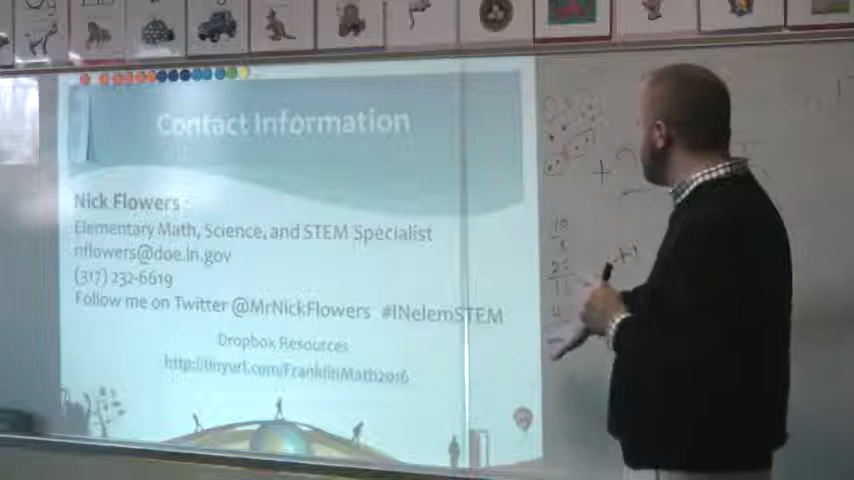 Contact Information
Nick Flowers
Elementary Math, Science, and STEM Specialist
nflowers@doe.in.gov
(317) 232-6619
Follow me on Twitter @MrNickFlowers #INelemSTEM
Dropbox Resources
http://tinyurl.com/FranklinMath2016